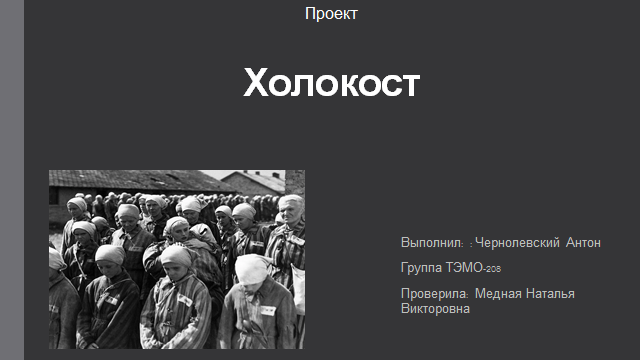 Проект
Холокост
Выполнил: : Чернолевский Антон
Группа ТЭМО-208
Проверила: Медная Наталья
Викторовна